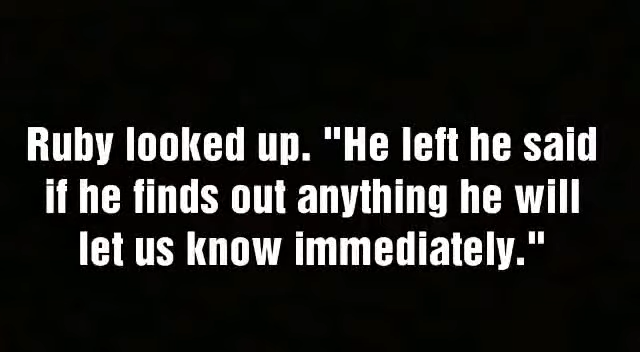 Ruby looked up. "He left he said
if he finds out anything he will
let us know immediately."